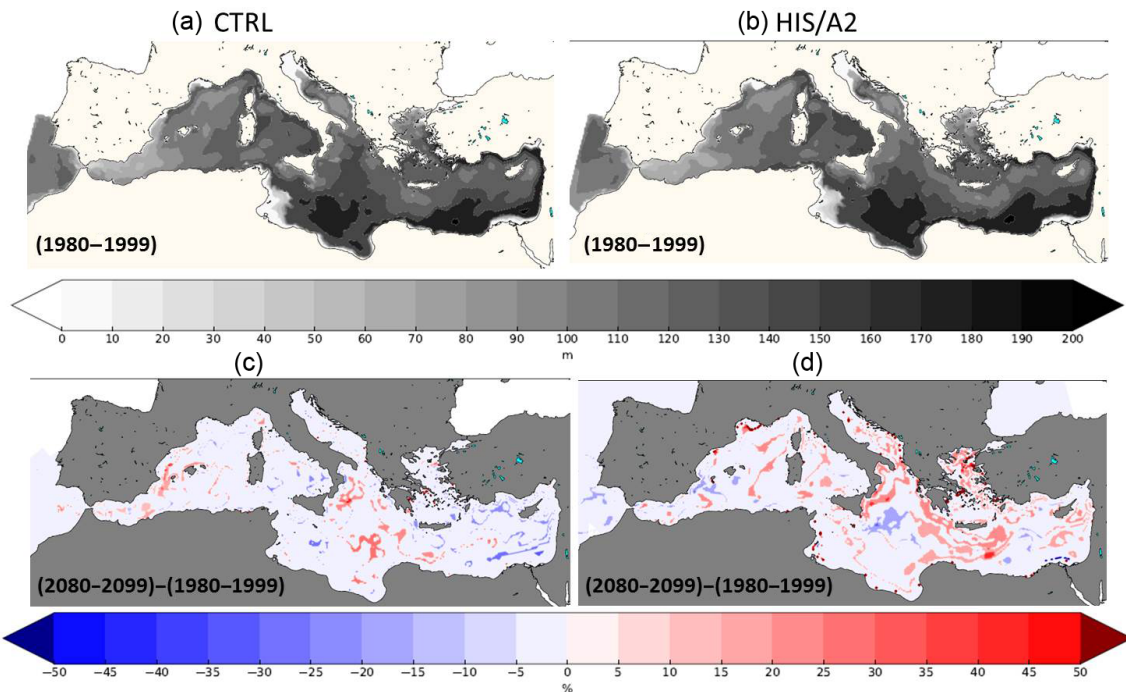 (a) CTRL
(b) HIS/A2
(1980–1999)
(1980–1999)
0 10 20 30 40 50 60 70 80 90 100 110 120 130 140 150 160 170 180 190 200
m
(c)
(d)
(2080–2099)–(1980–1999)
(2080–2099)–(1980–1999)
−50 −45 −40 −35 −30 −25 −20 −15 −10 −5 0 5 10 15 20 25 30 35 40 45 50
%